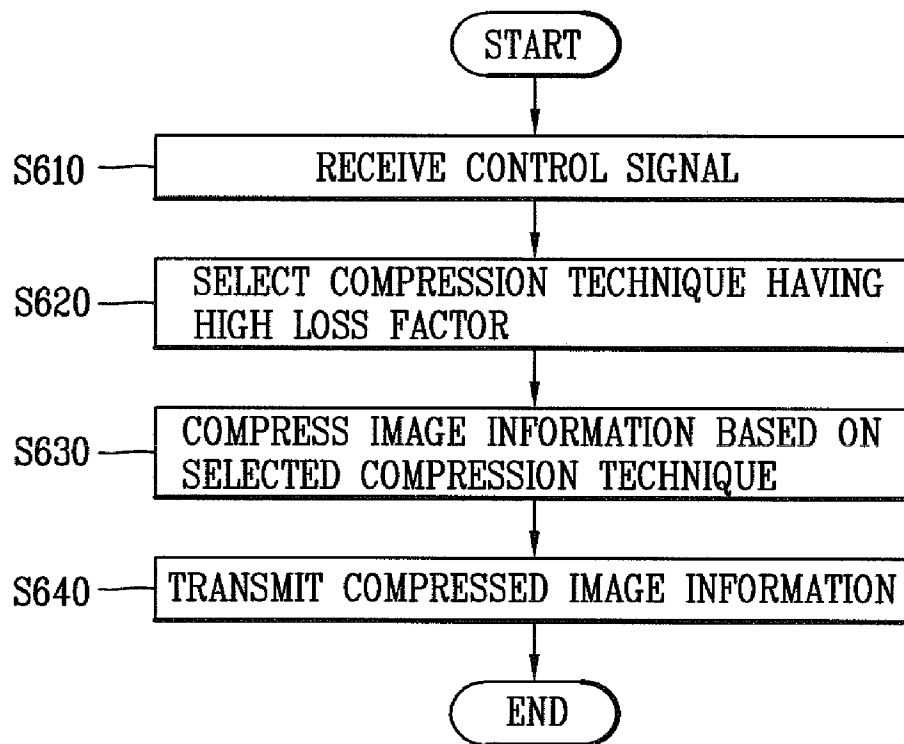 START
S610
RECEIVE CONTROL SIGNAL
S620
SELECT COMPRESSION TECHNIQUE HAVING
HIGH LOSS FACTOR
S630
COMPRESS IMAGE INFORMATION BASED ON
SELECTED COMPRESSION TECHNIQUE
S640
TRANSMIT COMPRESSED IMAGE INFORMATION
END